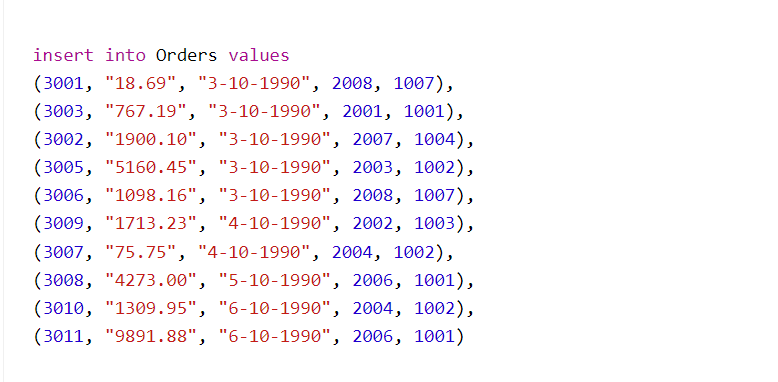 insert into Orders values
(3001, "18.69", "3-10-1990", 2008, 1007),
(3003, "767.19", "3-10-1990", 2001, 1001),
(3002, "1900.10", "3-10-1990", 2007, 1004),
(3005, "5160.45", "3-10-1990", 2003, 1002),
(3006, "1098.16", "3-10-1990", 2008, 1007),
(3009, "1713.23", "4-10-1990", 2002, 1003),
(3007, "75.75", "4-10-1990", 2004, 1002),
(3008, "4273.00", "5-10-1990", 2006, 1001),
(3010, "1309.95", "6-10-1990", 2004, 1002),
(3011, "9891.88", "6-10-1990", 2006, 1001)